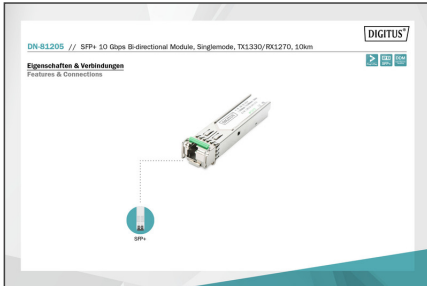 DIGITUS®
DN-81205 // SFP+ 10 Gbps Bi-directional Module, Singlemode, TX1330/RX1270, 10km
Eigenschaften & Verbindungen
Features & Connections
SFP+